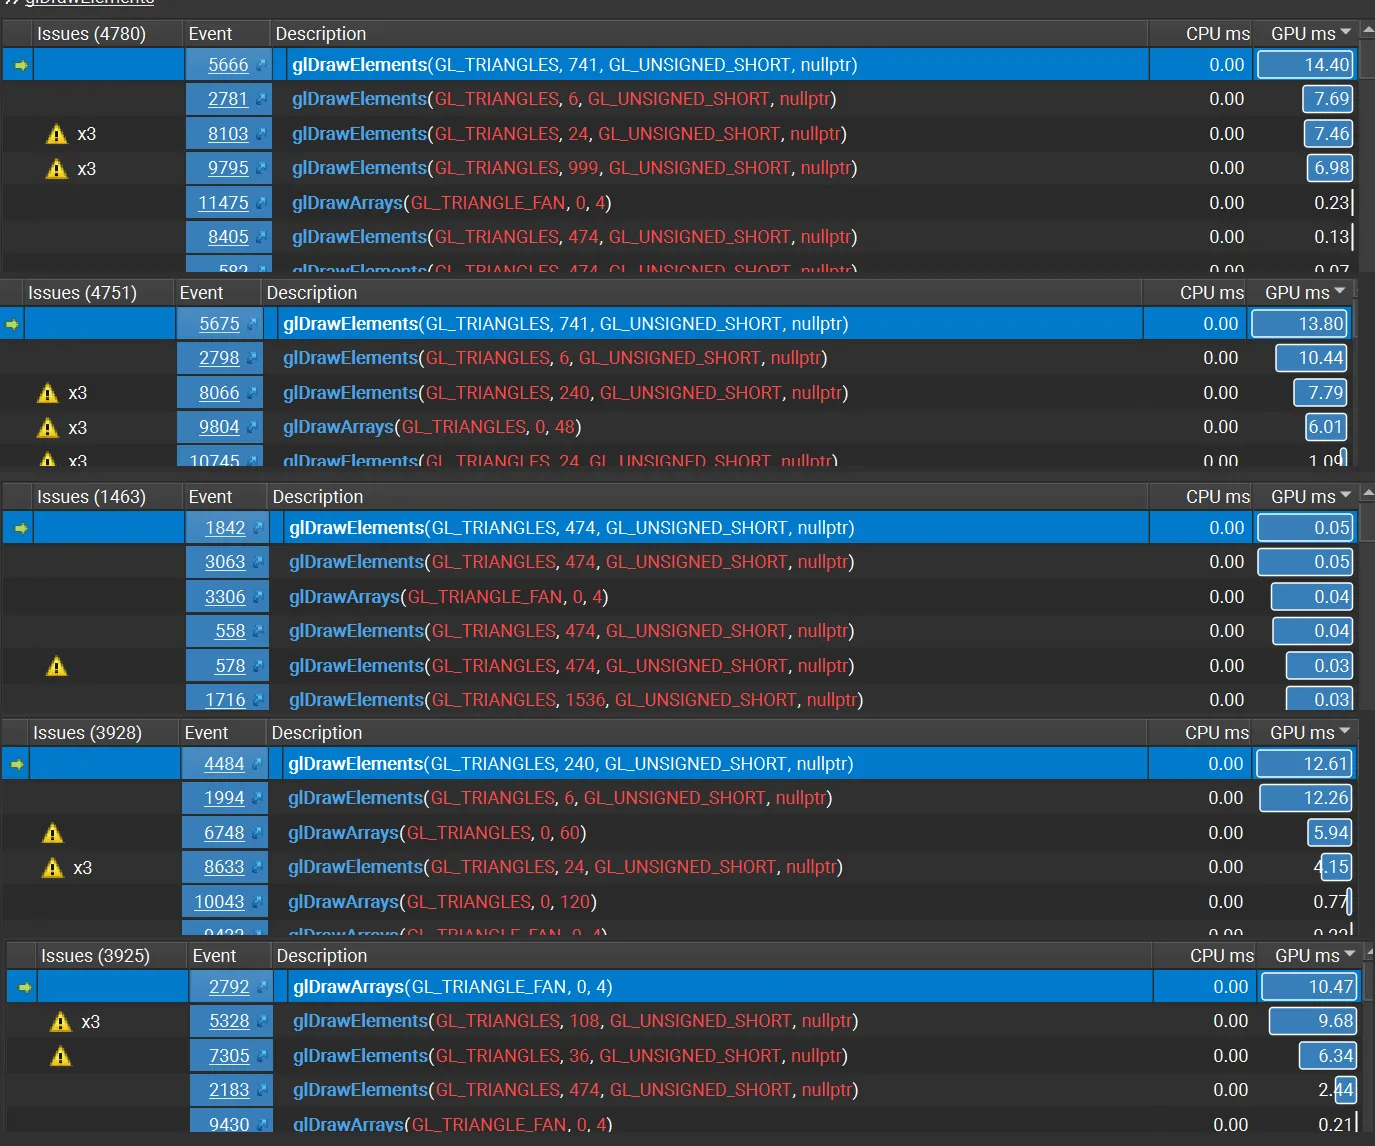 glDrawElements
Issues (4780) Event Description CPU ms GPU ms
5666 glDrawElements(GL_TRIANGLES, 741, GL_UNSIGNED_SHORT, nullptr) 0.00 14.40
2781 glDrawElements(GL_TRIANGLES, 6, GL_UNSIGNED_SHORT, nullptr) 0.00 7.69
x3 8103 glDrawElements(GL_TRIANGLES, 24, GL_UNSIGNED_SHORT, nullptr) 0.00 7.46
x3 9795 glDrawElements(GL_TRIANGLES, 999, GL_UNSIGNED_SHORT, nullptr) 0.00 6.98
11475 glDrawArrays(GL_TRIANGLE_FAN, 0, 4) 0.00 0.23
8405 glDrawElements(GL_TRIANGLES, 474, GL_UNSIGNED_SHORT, nullptr) 0.00 0.13
582 glDrawElements(GL_TRIANGLES, 474, GL_UNSIGNED_SHORT, nullptr) 0.00 0.07
Issues (4751) Event Description CPU ms GPU ms
5675 glDrawElements(GL_TRIANGLES, 741, GL_UNSIGNED_SHORT, nullptr) 0.00 13.80
2798 glDrawElements(GL_TRIANGLES, 6, GL_UNSIGNED_SHORT, nullptr) 0.00 10.44
x3 8066 glDrawElements(GL_TRIANGLES, 240, GL_UNSIGNED_SHORT, nullptr) 0.00 7.79
x3 9804 glDrawArrays(GL_TRIANGLES, 0, 48) 0.00 6.01
x3 10745 glDrawElements(GL_TRIANGLES, 24, GL_UNSIGNED_SHORT, nullptr) 0.00 1.09
Issues (1463) Event Description CPU ms GPU ms
1842 glDrawElements(GL_TRIANGLES, 474, GL_UNSIGNED_SHORT, nullptr) 0.00 0.05
3063 glDrawElements(GL_TRIANGLES, 474, GL_UNSIGNED_SHORT, nullptr) 0.00 0.05
3306 glDrawArrays(GL_TRIANGLE_FAN, 0, 4) 0.00 0.04
558 glDrawElements(GL_TRIANGLES, 474, GL_UNSIGNED_SHORT, nullptr) 0.00 0.04
578 glDrawElements(GL_TRIANGLES, 474, GL_UNSIGNED_SHORT, nullptr) 0.00 0.03
1716 glDrawElements(GL_TRIANGLES, 1536, GL_UNSIGNED_SHORT, nullptr) 0.00 0.03
Issues (3928) Event Description CPU ms GPU ms
4484 glDrawElements(GL_TRIANGLES, 240, GL_UNSIGNED_SHORT, nullptr) 0.00 12.61
1994 glDrawElements(GL_TRIANGLES, 6, GL_UNSIGNED_SHORT, nullptr) 0.00 12.26
6748 glDrawArrays(GL_TRIANGLES, 0, 60) 0.00 5.94
x3 8633 glDrawElements(GL_TRIANGLES, 24, GL_UNSIGNED_SHORT, nullptr) 0.00 4.15
10043 glDrawArrays(GL_TRIANGLES, 0, 120) 0.00 0.77
glDrawArrays(GL_TRIANGLE_FAN, 0, 4) 0.00
Issues (3925) Event Description CPU ms GPU ms
2792 glDrawArrays(GL_TRIANGLE_FAN, 0, 4) 0.00 10.47
x3 5328 glDrawElements(GL_TRIANGLES, 108, GL_UNSIGNED_SHORT, nullptr) 0.00 9.68
7305 glDrawElements(GL_TRIANGLES, 36, GL_UNSIGNED_SHORT, nullptr) 0.00 6.34
2183 glDrawElements(GL_TRIANGLES, 474, GL_UNSIGNED_SHORT, nullptr) 0.00 2.44
9430 glDrawArrays(GL_TRIANGLE_FAN, 0, 4) 0.00 0.21